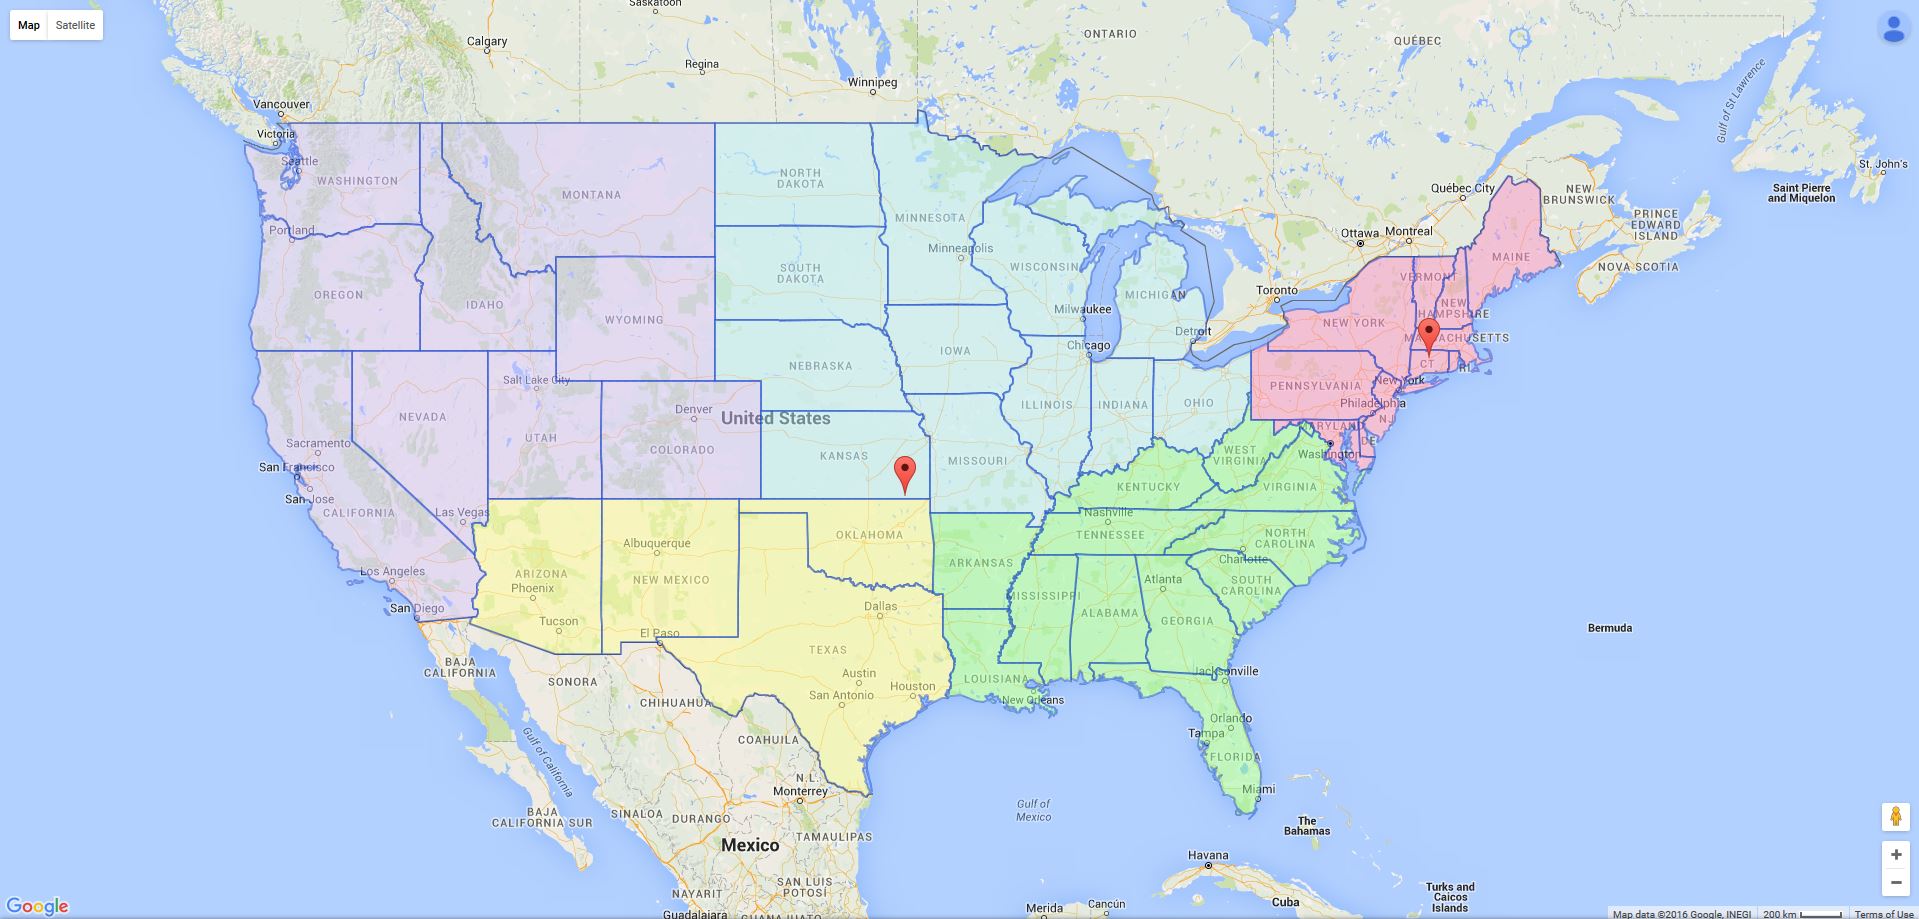 Map
Satellite
Saskatoon
Calgary
Regina
Winnipeg
ONTARIO
QUÉBEC
Gulf of St Lawrence
St. John's
Vancouver
Victoria
Seattle
WASHINGTON
MONTANA
NORTH
DAKOTA
MINNESOTA
Minneapolis
Québec City
NEW
BRUNSWICK
Saint Pierre
and Miquelon
PRINCE
EDWARD
ISLAND
Ottawa
Montreal
NOVA SCOTIA
Portland
OREGON
IDAHO
WYOMING
SOUTH
DAKOTA
WISCONSIN
MICHIGAN
Toronto
VERMONT
MAINE
NEW
HAMPSHIRE
Milwaukee
Detroit
NEW YORK
MASSACHUSETTS
CT
RI
Chicago
IOWA
NEBRASKA
Salt Lake City
NEVADA
UTAH
Denver
COLORADO
United States
KANSAS
MISSOURI
ILLINOIS
INDIANA
OHIO
PENNSYLVANIA
New York
Philadelphia
N.J.
MARYLAND
DE
Washington
WEST
VIRGINIA
VIRGINIA
KENTUCKY
Sacramento
San Francisco
San Jose
CALIFORNIA
Las Vegas
Los Angeles
San Diego
Albuquerque
ARIZONA
Phoenix
Tucson
NEW MEXICO
El Paso
OKLAHOMA
ARKANSAS
Nashville
TENNESSEE
NORTH
CAROLINA
Charlotte
SOUTH
CAROLINA
Atlanta
MISSISSIPPI
ALABAMA
GEORGIA
Dallas
TEXAS
Austin
San Antonio
Houston
LOUISIANA
New Orleans
Jacksonville
Orlando
Tampa
FLORIDA
Miami
Bermuda
BAJA
CALIFORNIA
SONORA
CHIHUAHUA
COAHUILA
Gulf of California
N.L.
Monterrey
BAJA
CALIFORNIA SUR
SINALOA
DURANGO
TAMAULIPAS
Mexico
Gulf of
Mexico
The
Bahamas
Havana
Cuba
Turks and
Caicos
Islands
SAN LUIS
POTOSÍ
NAYARIT
Guadalajara
GUANAJUATO
Mérida
Cancún
Google
Map data ©2016 Google, INEGI
200 km
Terms of Use